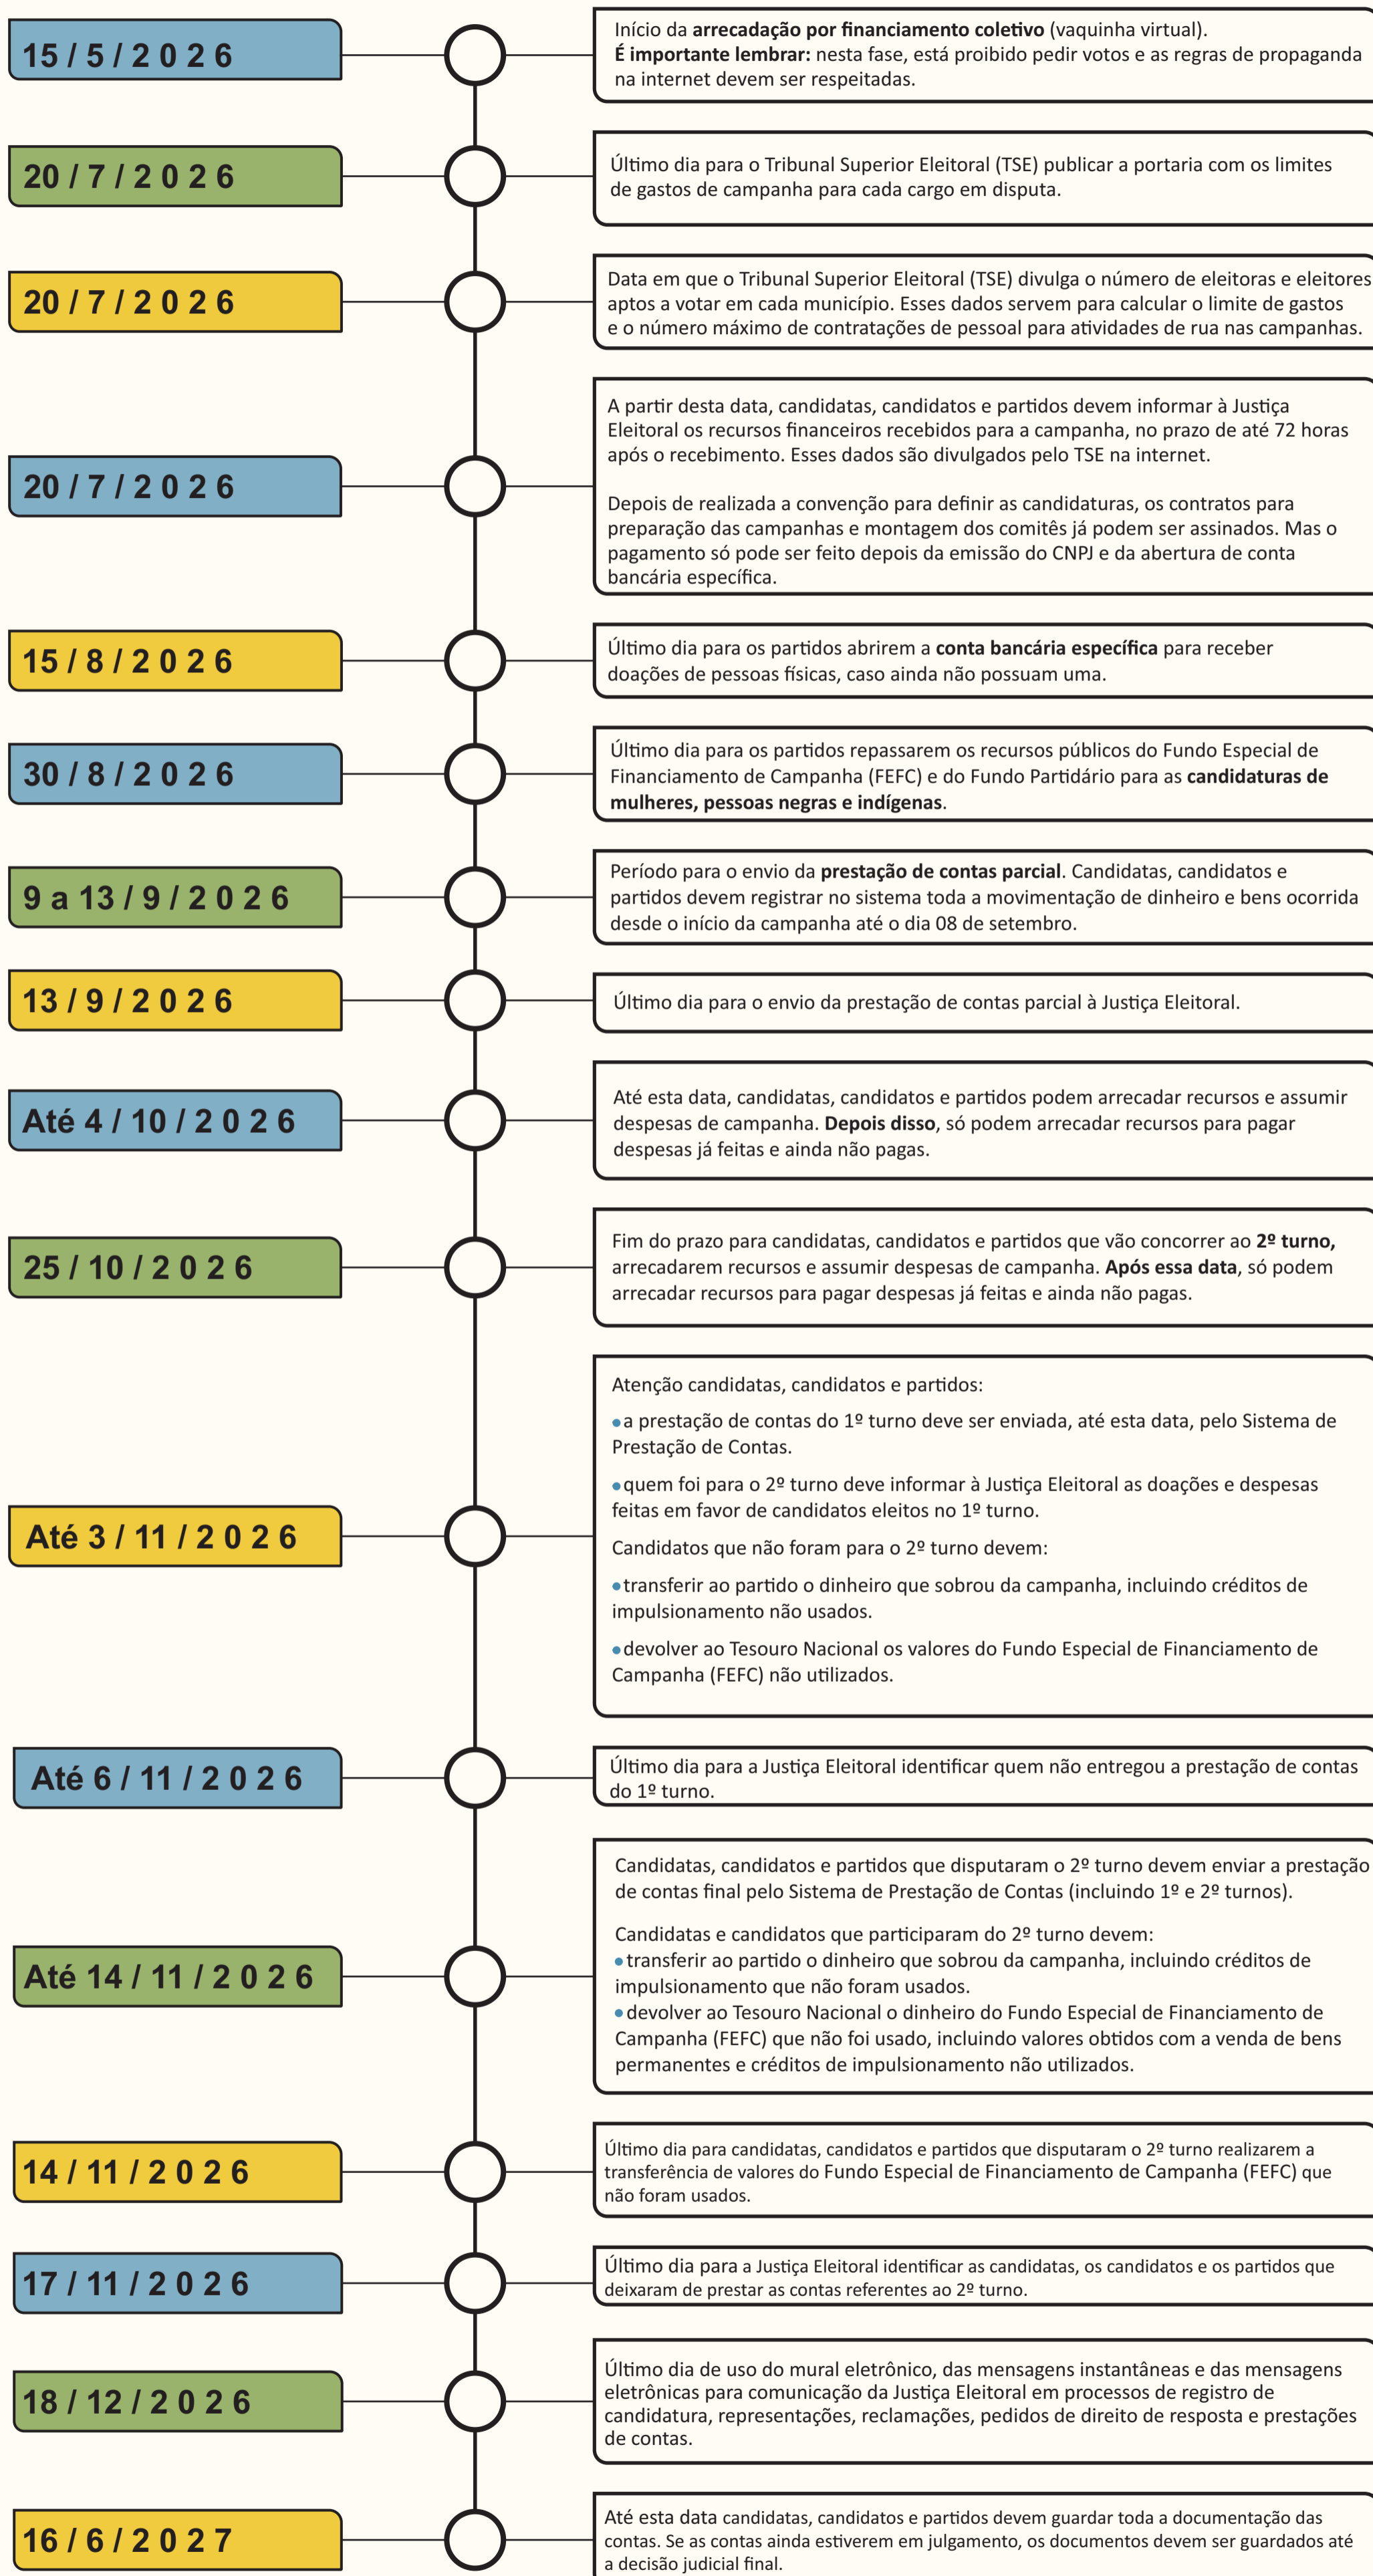 15 / 5 / 2 0 2 6
Início da arrecadação por financiamento coletivo (vaquinha virtual).
É importante lembrar: nesta fase, está proibido pedir votos e as regras de propaganda
na internet devem ser respeitadas.
20 / 7 / 2 0 2 6
Último dia para o Tribunal Superior Eleitoral (TSE) publicar a portaria com os limites
de gastos de campanha para cada cargo em disputa.
20 / 7 / 2 0 2 6
Data em que o Tribunal Superior Eleitoral (TSE) divulga o número de eleitoras e eleitores
aptos a votar em cada município. Esses dados servem para calcular o limite de gastos
e o número máximo de contratações de pessoal para atividades de rua nas campanhas.
20 / 7 / 2 0 2 6
A partir desta data, candidatas, candidatos e partidos devem informar à Justiça
Eleitoral os recursos financeiros recebidos para a campanha, no prazo de até 72 horas
após o recebimento. Esses dados são divulgados pelo TSE na internet.
Depois de realizada a convenção para definir as candidaturas, os contratos para
preparação das campanhas e montagem dos comitês já podem ser assinados. Mas o
pagamento só pode ser feito depois da emissão do CNPJ e da abertura de conta
bancária específica.
15 / 8 / 2 0 2 6
Último dia para os partidos abrirem a conta bancária específica para receber
doações de pessoas físicas, caso ainda não possuam uma.
30 / 8 / 2 0 2 6
Último dia para os partidos repassarem os recursos públicos do Fundo Especial de
Financiamento de Campanha (FEFC) e do Fundo Partidário para as candidaturas de
mulheres, pessoas negras e indígenas.
9 a 13 / 9 / 2 0 2 6
Período para o envio da prestação de contas parcial. Candidatas, candidatos e
partidos devem registrar no sistema toda a movimentação de dinheiro e bens ocorrida
desde o início da campanha até o dia 08 de setembro.
13 / 9 / 2 0 2 6
Último dia para o envio da prestação de contas parcial à Justiça Eleitoral.
Até 4 / 10 / 2 0 2 6
Até esta data, candidatas, candidatos e partidos podem arrecadar recursos e assumir
despesas de campanha. Depois disso, só podem arrecadar recursos para pagar
despesas já feitas e ainda não pagas.
25 / 10 / 2 0 2 6
Fim do prazo para candidatas, candidatos e partidos que vão concorrer ao 2º turno,
arrecadarem recursos e assumir despesas de campanha. Após essa data, só podem
arrecadar recursos para pagar despesas já feitas e ainda não pagas.
Até 3 / 11 / 2 0 2 6
Atenção candidatas, candidatos e partidos:
•a prestação de contas do 1º turno deve ser enviada, até esta data, pelo Sistema de
Prestação de Contas.
•quem foi para o 2º turno deve informar à Justiça Eleitoral as doações e despesas
feitas em favor de candidatos eleitos no 1º turno.
Candidatos que não foram para o 2º turno devem:
•transferir ao partido o dinheiro que sobrou da campanha, incluindo créditos de
impulsionamento não usados.
•devolver ao Tesouro Nacional os valores do Fundo Especial de Financiamento de
Campanha (FEFC) não utilizados.
Até 6 / 11 / 2 0 2 6
Último dia para a Justiça Eleitoral identificar quem não entregou a prestação de contas
do 1º turno.
Até 14 / 11 / 2 0 2 6
Candidatas, candidatos e partidos que disputaram o 2º turno devem enviar a prestação
de contas final pelo Sistema de Prestação de Contas (incluindo 1º e 2º turnos).
Candidatas e candidatos que participaram do 2º turno devem:
•transferir ao partido o dinheiro que sobrou da campanha, incluindo créditos de
impulsionamento que não foram usados.
•devolver ao Tesouro Nacional o dinheiro do Fundo Especial de Financiamento de
Campanha (FEFC) que não foi usado, incluindo valores obtidos com a venda de bens
permanentes e créditos de impulsionamento não utilizados.
14 / 11 / 2 0 2 6
Último dia para candidatas, candidatos e partidos que disputaram o 2º turno realizarem a
transferência de valores do Fundo Especial de Financiamento de Campanha (FEFC) que
não foram usados.
17 / 11 / 2 0 2 6
Último dia para a Justiça Eleitoral identificar as candidatas, os candidatos e os partidos que
deixaram de prestar as contas referentes ao 2º turno.
18 / 12 / 2 0 2 6
Último dia de uso do mural eletrônico, das mensagens instantâneas e das mensagens
eletrônicas para comunicação da Justiça Eleitoral em processos de registro de
candidatura, representações, reclamações, pedidos de direito de resposta e prestações
de contas.
16 / 6 / 2 0 2 7
Até esta data candidatas, candidatos e partidos devem guardar toda a documentação das
contas. Se as contas ainda estiverem em julgamento, os documentos devem ser guardados até
a decisão judicial final.